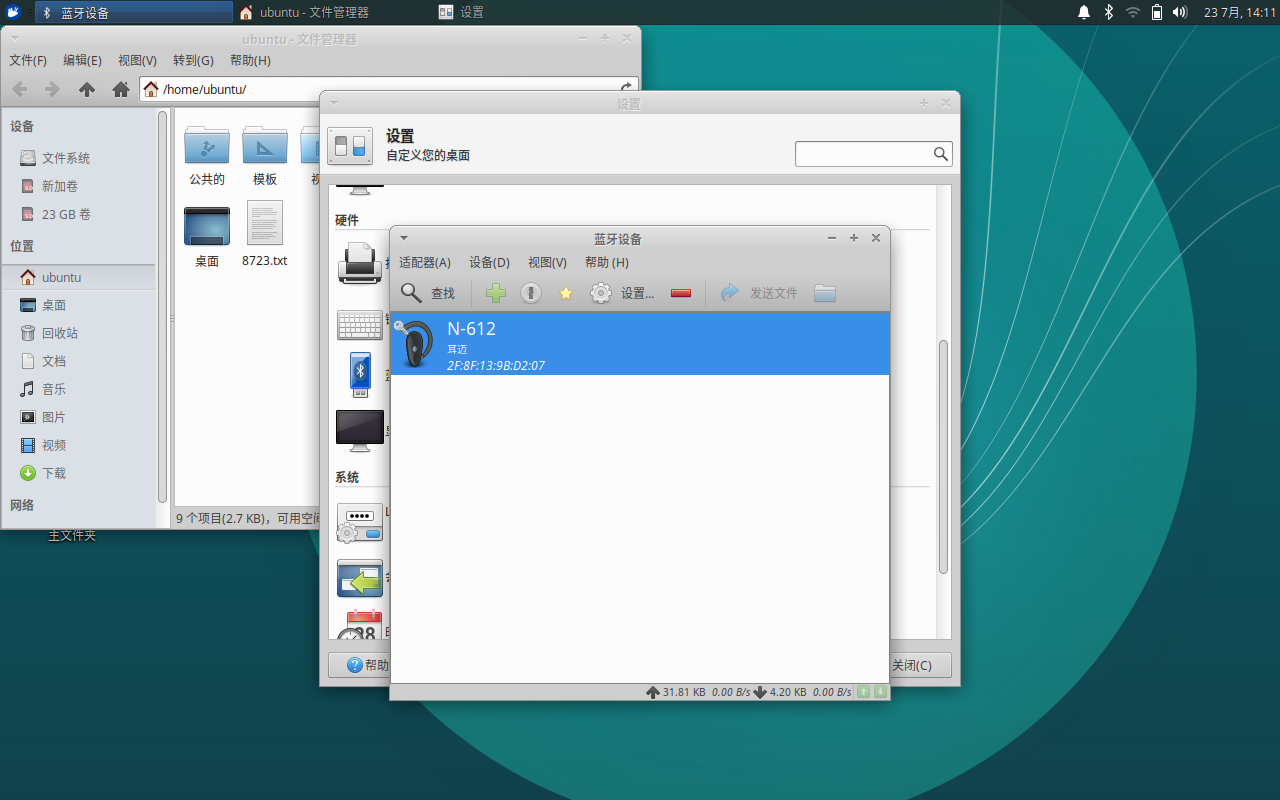 蓝牙设备
ubuntu - 文件管理器
设置
23 7月, 14:11
ubuntu - 文件管理器
文件(F) 编辑(E) 视图(V) 转到(G) 帮助(H)
/home/ubuntu/
设备
文件系统
新加卷
23 GB 卷
位置
ubuntu
桌面
回收站
文档
音乐
图片
视频
下载
网络
公共的
模板
桌面
8723.txt
9 个项目(2.7 KB)，可用空间
主文件夹
设置
设置
自定义您的桌面
硬件
系统
帮助
关闭(C)
蓝牙设备
适配器(A) 设备(D) 视图(V) 帮助 (H)
查找 设置... 发送文件
N-612
耳迈
2F:8F:13:9B:D2:07
31.81 KB 0.00 B/s 4.20 KB 0.00 B/s